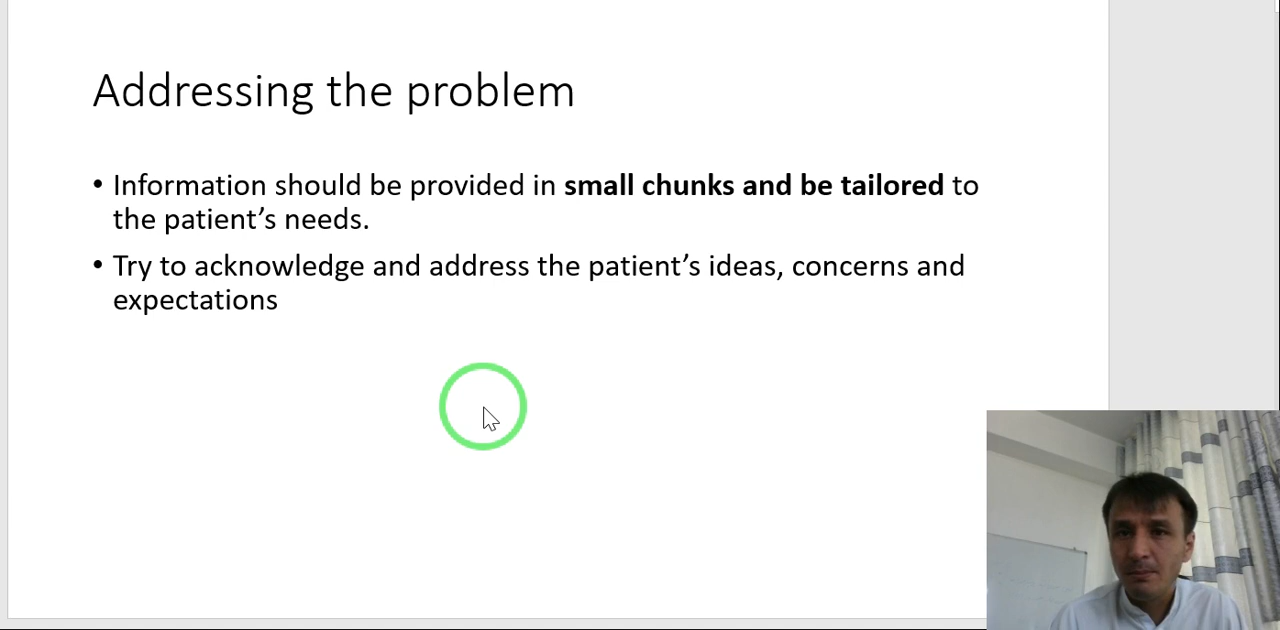 Addressing the problem
• Information should be provided in small chunks and be tailored to
the patient’s needs.
• Try to acknowledge and address the patient’s ideas, concerns and
expectations